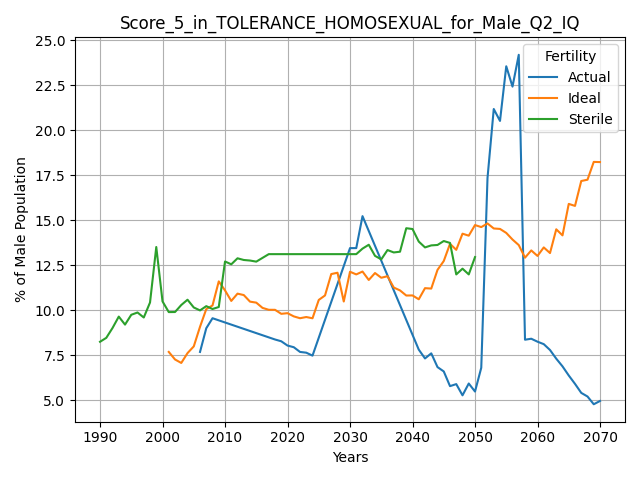 Score_5_in_TOLERANCE_HOMOSEXUAL_for_Male_Q2_IQ
25.0
22.5
20.0
17.5
15.0
12.5
10.0
7.5
5.0
% of Male Population
Fertility
Actual
Ideal
Sterile
1990 2000 2010 2020 2030 2040 2050 2060 2070
Years